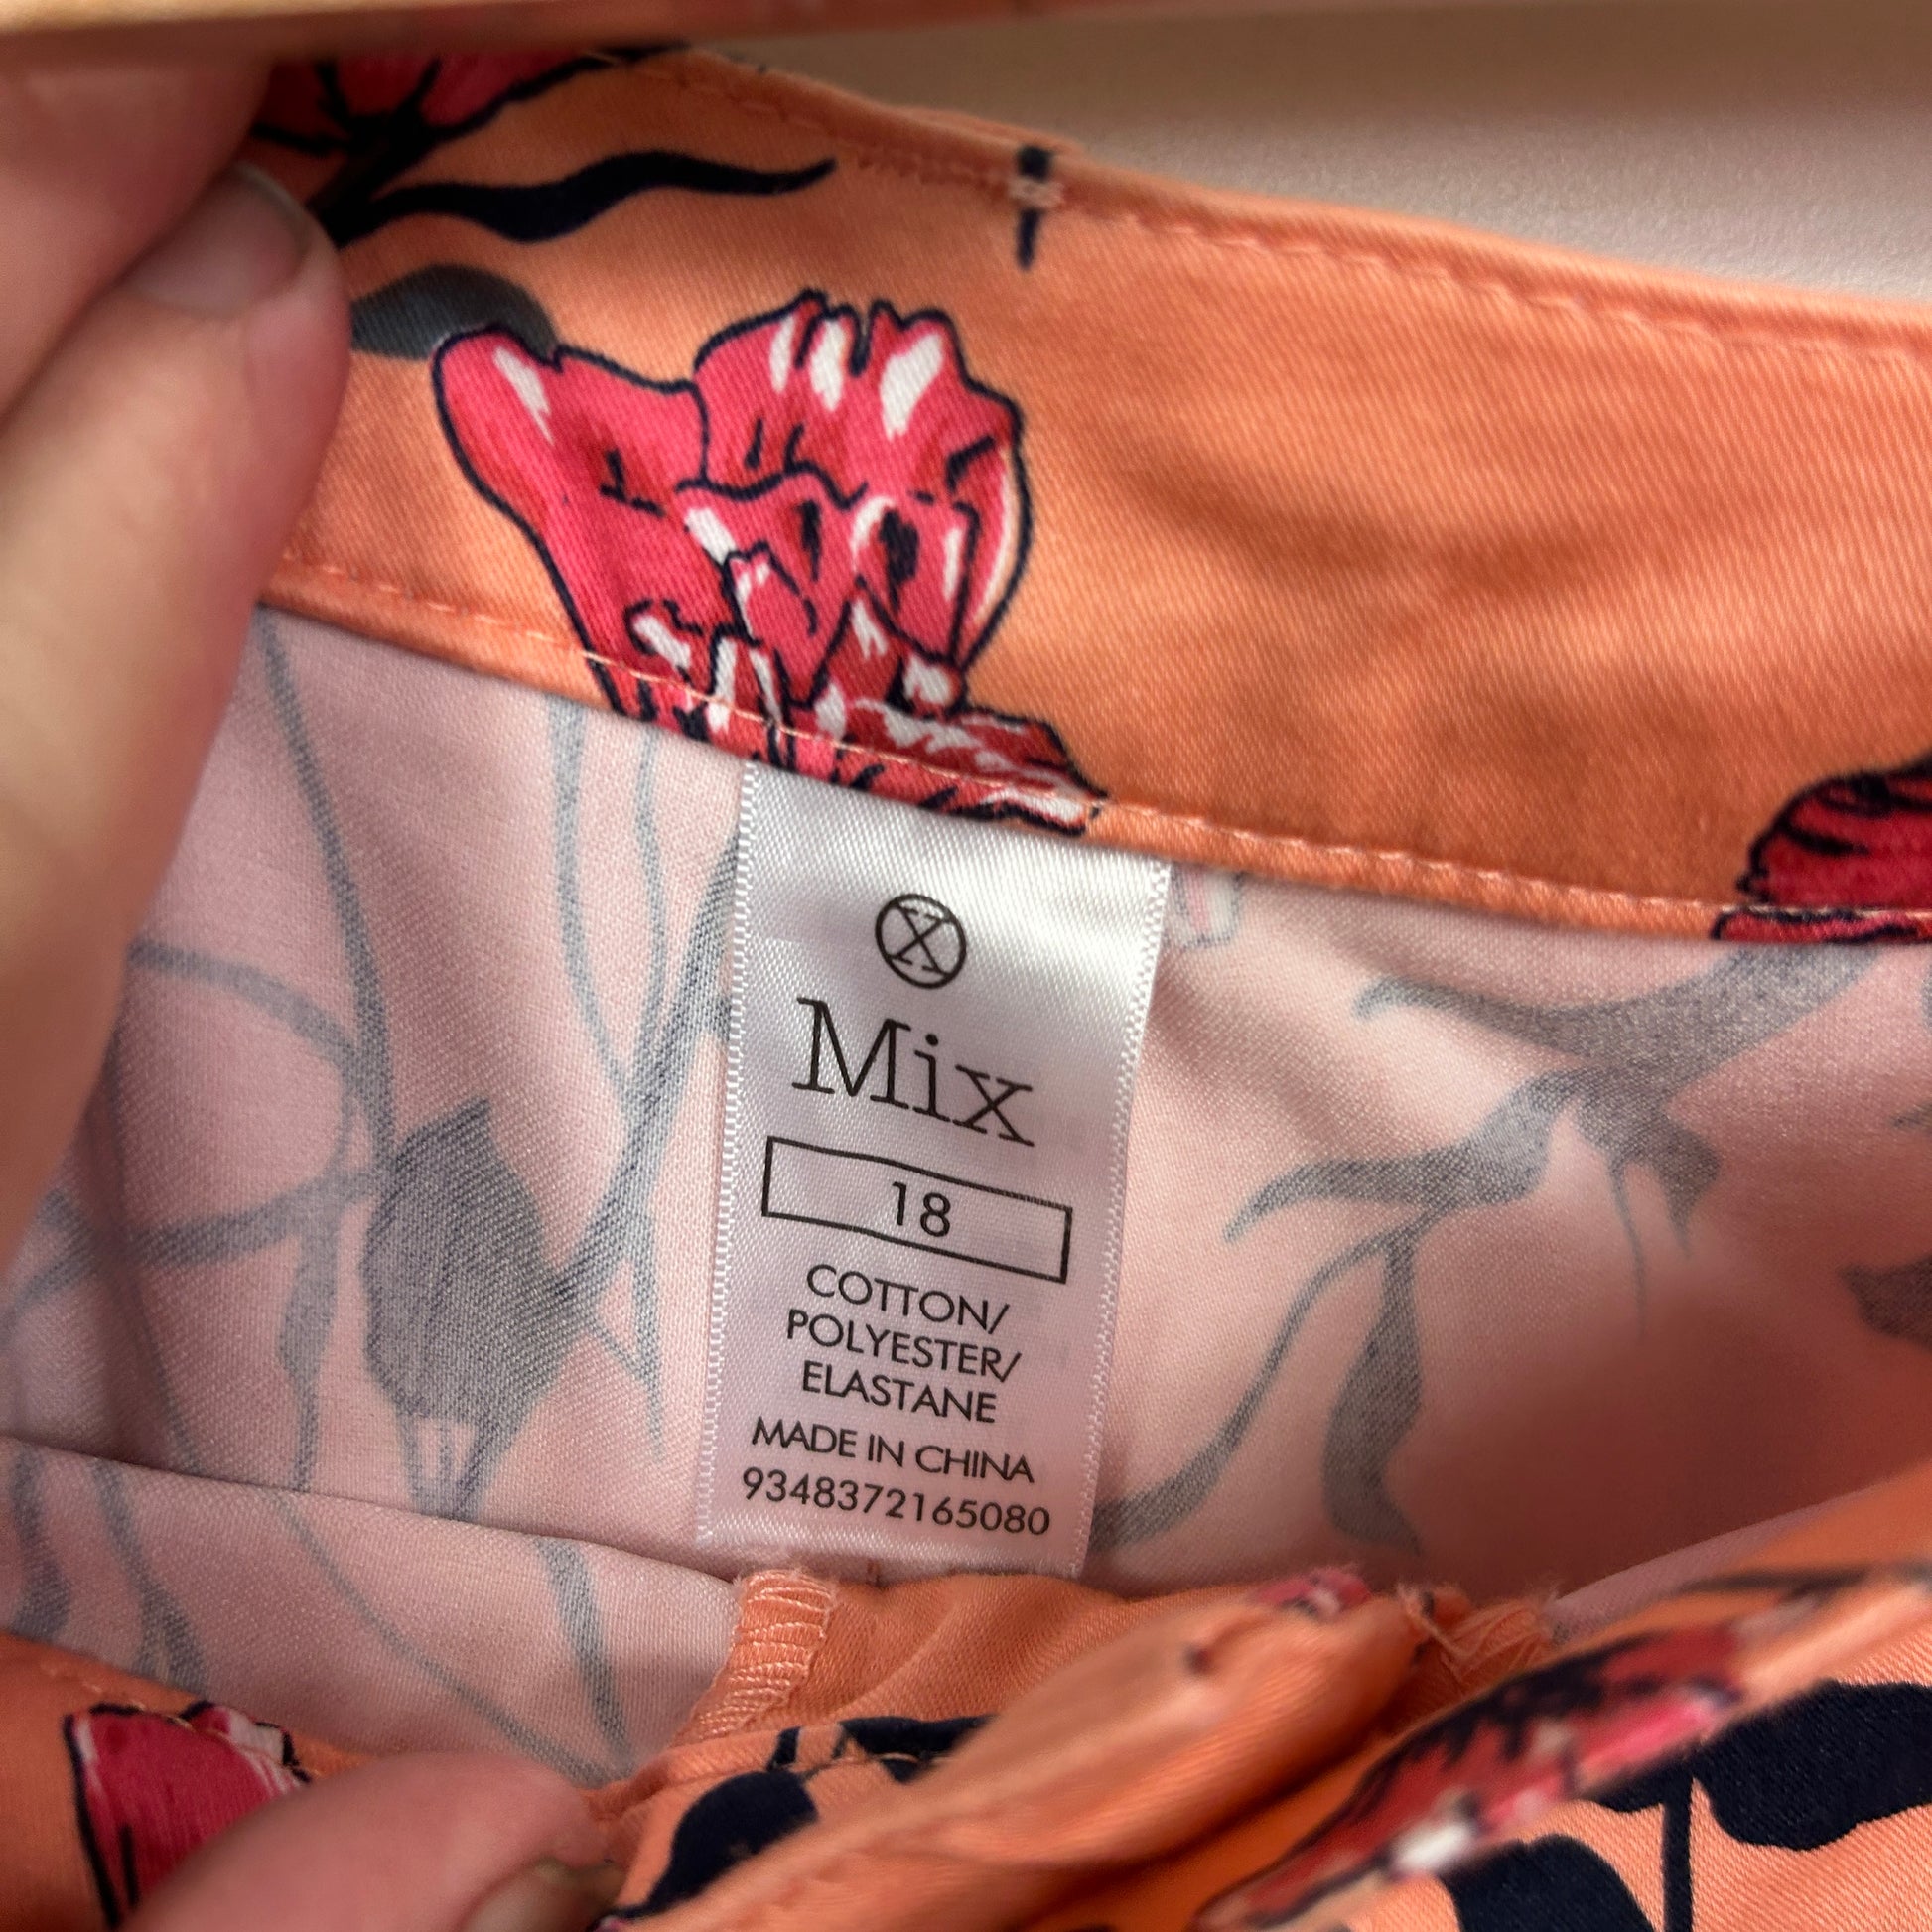 X
Mix
18
COTTON/
POLYESTER/
ELASTANE
MADE IN CHINA
9348372165080